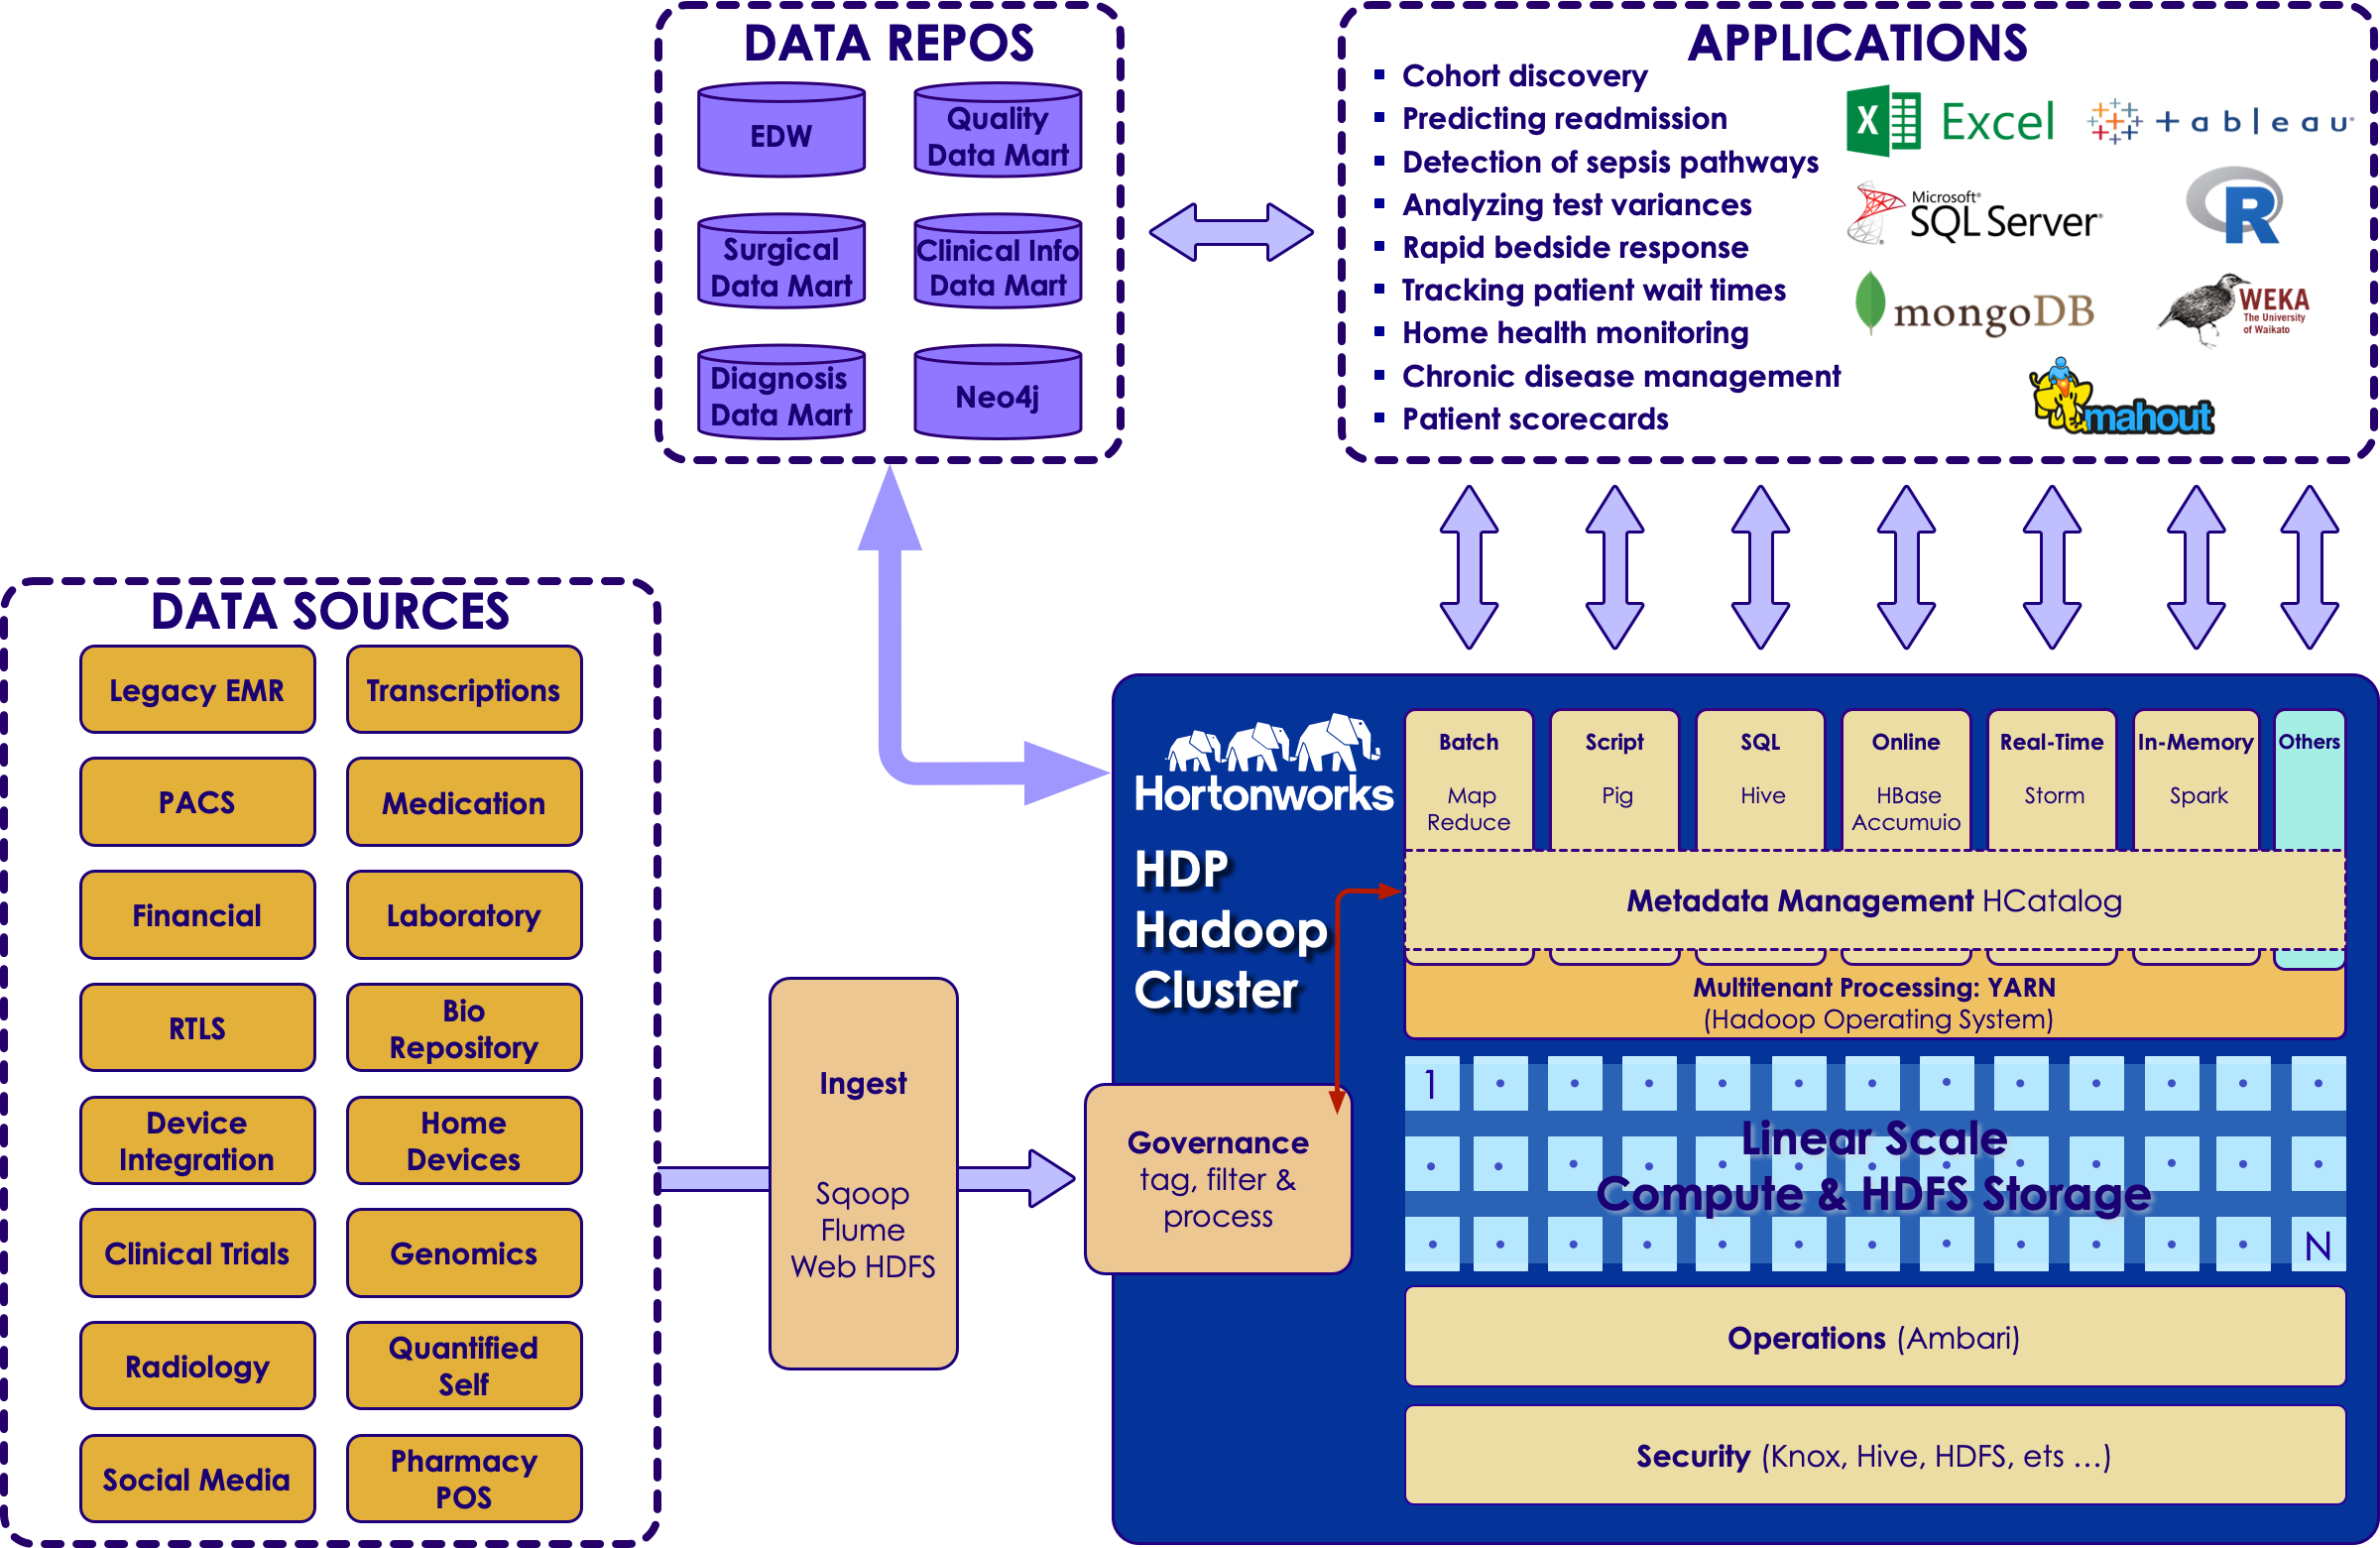 DATA REPOS
EDW
Quality
Data Mart
Surgical
Data Mart
Clinical Info
Data Mart
Diagnosis
Data Mart
Neo4j
APPLICATIONS
▪ Cohort discovery
▪ Predicting readmission
▪ Detection of sepsis pathways
▪ Analyzing test variances
▪ Rapid bedside response
▪ Tracking patient wait times
▪ Home health monitoring
▪ Chronic disease management
▪ Patient scorecards
X Excel
+ableau
Microsoft®
SQL Server
R
mongoDB
WEKA
The University
of Waikato
mahout
DATA SOURCES
Legacy EMR
Transcriptions
PACS
Medication
Financial
Laboratory
RTLS
Bio
Repository
Device
Integration
Home
Devices
Clinical Trials
Genomics
Radiology
Quantified
Self
Social Media
Pharmacy
POS
Ingest
Sqoop
Flume
Web HDFS
Governance
tag, filter &
process
Hortonworks
HDP
Hadoop
Cluster
Batch
Map
Reduce
Script
Pig
SQL
Hive
Online
HBase
Accumuio
Real-Time
Storm
In-Memory
Spark
Others
Metadata Management HCatalog
Multitenant Processing: YARN
(Hadoop Operating System)
1
Linear Scale
Compute & HDFS Storage
N
Operations (Ambari)
Security (Knox, Hive, HDFS, ets ...)